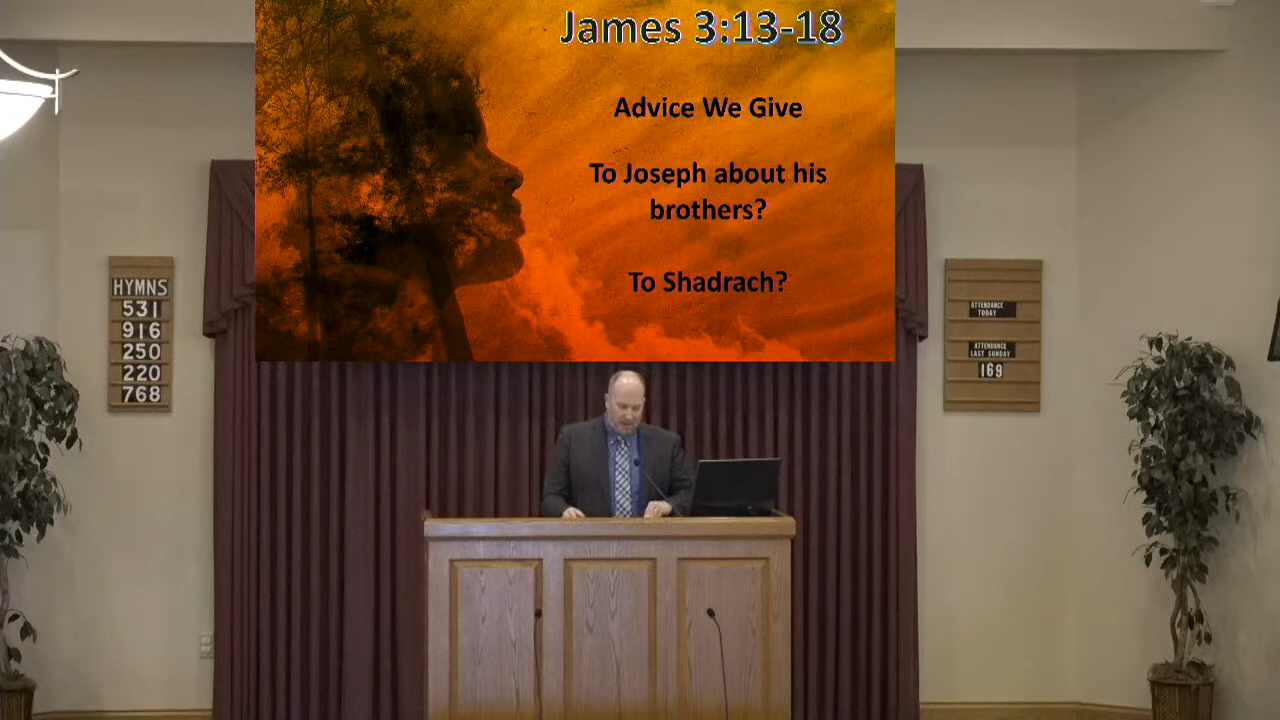 James 3:13-18
Advice We Give
To Joseph about his
brothers?
To Shadrach?
HYMNS
531
916
250
220
768
ATTENDANCE
TODAY
ATTENDANCE
LAST SUNDAY
169